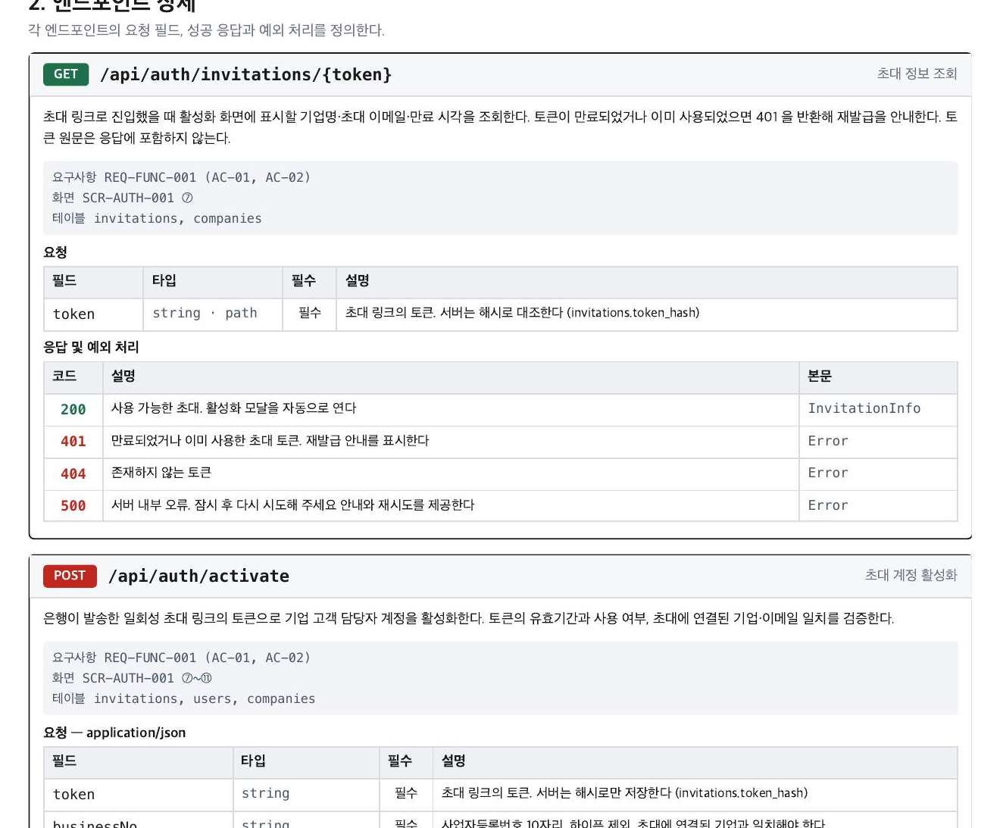 2. 엔드포인트 상세
각 엔드포인트의 요청 필드, 성공 응답과 예외 처리를 정의한다.
GET /api/auth/invitations/{token} 초대 정보 조회
초대 링크로 진입했을 때 활성화 화면에 표시할 기업명·초대 이메일·만료 시각을 조회한다. 토큰이 만료되었거나 이미 사용되었으면 401 을 반환해 재발급을 안내한다. 토
큰 원문은 응답에 포함하지 않는다.
요구사항 REQ-FUNC-001 (AC-01, AC-02)
화면 SCR-AUTH-001 ⑦
테이블 invitations, companies
요청
필드 타입 필수 설명
token string · path 필수 초대 링크의 토큰. 서버는 해시로 대조한다 (invitations.token_hash)
응답 및 예외 처리
코드 설명 본문
200 사용 가능한 초대. 활성화 모달을 자동으로 연다 InvitationInfo
401 만료되었거나 이미 사용한 초대 토큰. 재발급 안내를 표시한다 Error
404 존재하지 않는 토큰 Error
500 서버 내부 오류. 잠시 후 다시 시도해 주세요 안내와 재시도를 제공한다 Error
POST /api/auth/activate 초대 계정 활성화
은행이 발송한 일회성 초대 링크의 토큰으로 기업 고객 담당자 계정을 활성화한다. 토큰의 유효기간과 사용 여부, 초대에 연결된 기업·이메일 일치를 검증한다.
요구사항 REQ-FUNC-001 (AC-01, AC-02)
화면 SCR-AUTH-001 ⑦~⑪
테이블 invitations, users, companies
요청 — application/json
필드 타입 필수 설명
token string 필수 초대 링크의 토큰. 서버는 해시로만 저장한다 (invitations.token_hash)
businessNo string 필수 사업자등록번호 10자리, 하이픈 제외. 초대에 연결된 기업과 일치해야 한다